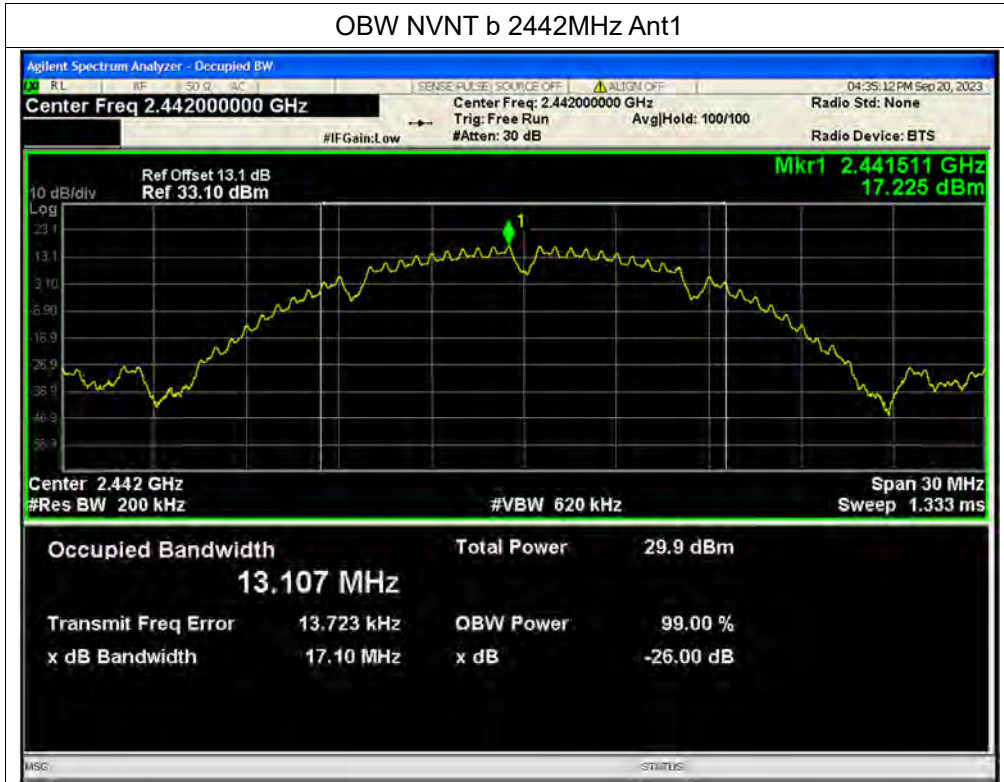 OBW NVNT b 2442MHz Ant1
Agilent Spectrum Analyzer - Occupied BW
RL RF 50 Ω AC SENSE:PULSE SOURCE OFF ALIGN OFF 04:35:12 PM Sep 20, 2023
Center Freq 2.442000000 GHz Center Freq: 2.442000000 GHz Radio Std: None
Trig: Free Run Avg|Hold: 100/100
#IFGain:Low #Atten: 30 dB Radio Device: BTS
Mkr1 2.441511 GHz
17.225 dBm
Ref Offset 13.1 dB
10 dB/div Ref 33.10 dBm
Log
23.1
1
13.1
3.10
-6.90
-16.9
-26.9
-36.9
-46.9
-56.9
Center 2.442 GHz Span 30 MHz
#Res BW 200 kHz #VBW 620 kHz Sweep 1.333 ms
Occupied Bandwidth Total Power 29.9 dBm
13.107 MHz
Transmit Freq Error 13.723 kHz OBW Power 99.00 %
x dB Bandwidth 17.10 MHz x dB -26.00 dB
MSG STATUS